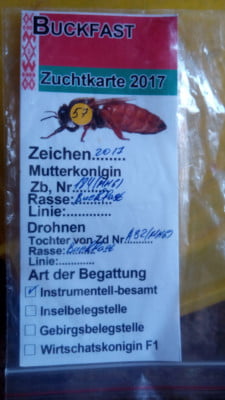 BUCKFAST
Zuchtkarte 2017
57
Zeichen.......2017
Mutterkonigin
Zb, Nr.
Rasse: Buckfast
Linie:.............
Drohnen
Tochter von Zd Nr.
Rasse: Buckfast
Linie:.............
Art der Begattung
Instrumentell-besamt
Inselbelegstelle
Gebirgsbelegstelle
Wirtschatskonigin F1